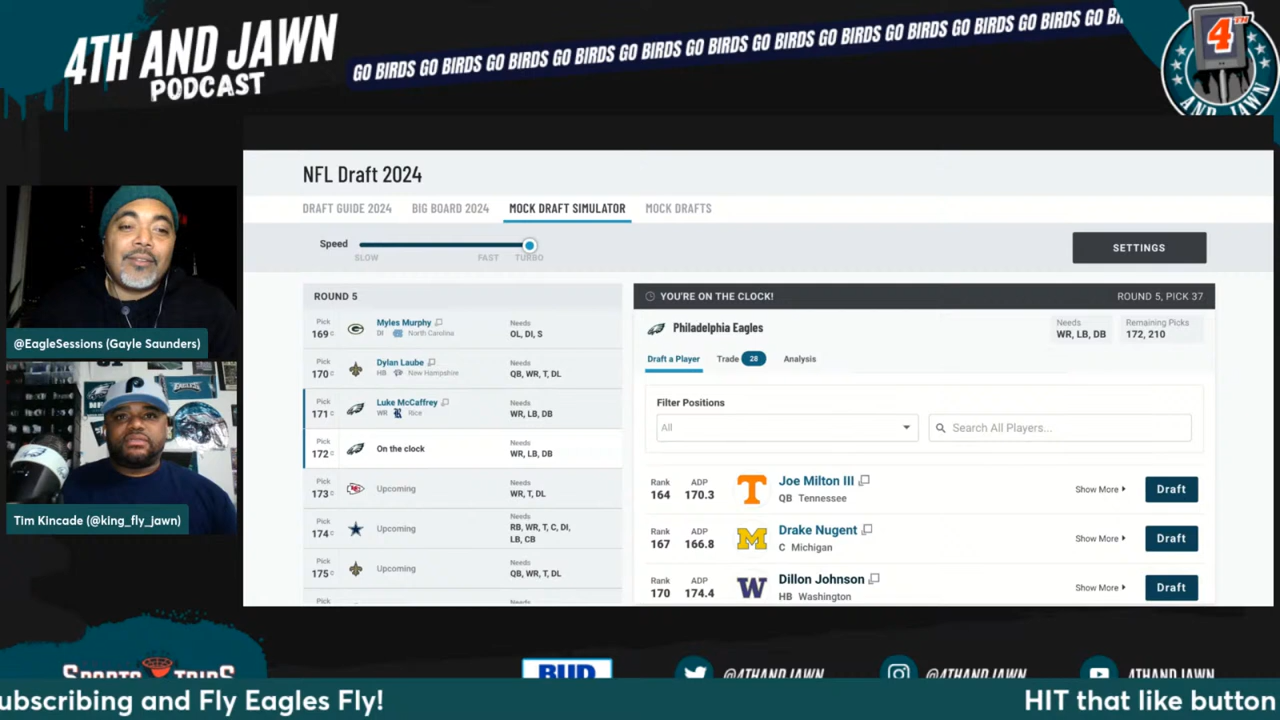 4TH AND JAWN
PODCAST
GO BIRDS GO BIRDS GO BIRDS GO BIRDS GO BIRDS GO BIRDS GO BIRDS GO BIRDS GO BI
4TH
AND JAWN
NFL Draft 2024
DRAFT GUIDE 2024 BIG BOARD 2024 MOCK DRAFT SIMULATOR MOCK DRAFTS
Speed
SLOW FAST TURBO
SETTINGS
ROUND 5
Pick 169 Myles Murphy Needs
DI North Carolina OL, DI, S
Pick 170 Dylan Laube Needs
HB New Hampshire QB, WR, T, DL
Pick 171 Luke McCaffrey Needs
WR Rice WR, LB, DB
Pick 172 On the clock Needs
WR, LB, DB
Pick 173 Upcoming Needs
WR, T, DL
Pick 174 Upcoming Needs
RB, WR, T, C, DI,
LB, CB
Pick 175 Upcoming Needs
QB, WR, T, DL
Pick Needs
YOU'RE ON THE CLOCK! ROUND 5, PICK 37
Philadelphia Eagles
Needs Remaining Picks
WR, LB, DB 172, 210
Draft a Player Trade 28 Analysis
Filter Positions
All Search All Players...
Rank ADP Joe Milton III
164 170.3 QB Tennessee
Show More Draft
Rank ADP Drake Nugent
167 166.8 C Michigan
Show More Draft
Rank ADP Dillon Johnson
170 174.4 HB Washington
Show More Draft
@EagleSessions (Gayle Saunders)
Tim Kincade (@king_fly_jawn)
BUD
@4THANDJAWN
@4THANDJAWN
4THANDJAWN
ubscribing and Fly Eagles Fly!
HIT that like button